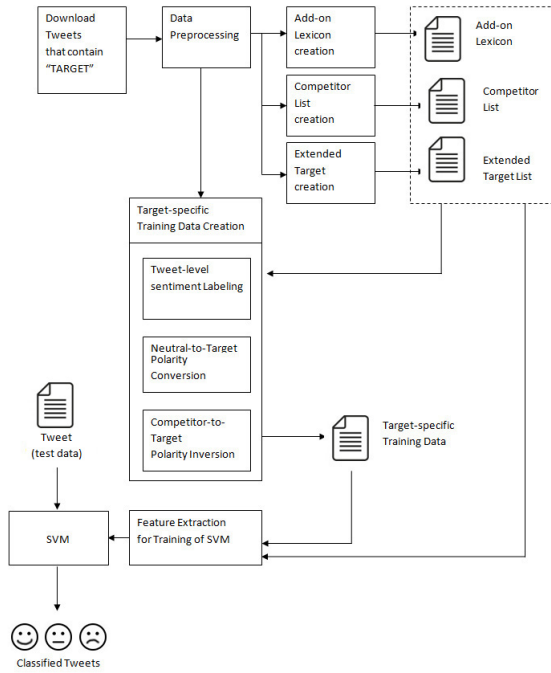 Download
Tweets
that contain
“TARGET”
Data
Preprocessing
Add-on
Lexicon
creation
Add-on
Lexicon
Competitor
List
creation
Competitor
List
Extended
Target
creation
Extended
Target List
Target-specific
Training Data Creation
Tweet-level
sentiment Labeling
Neutral-to-Target
Polarity
Conversion
Competitor-to-
Target
Polarity Inversion
Target-specific
Training Data
Tweet
(test data)
SVM
Feature Extraction
for Training of SVM
Classified Tweets